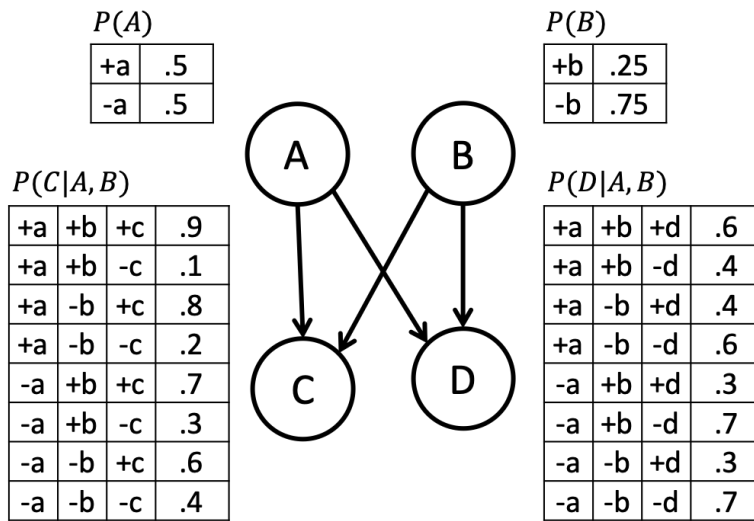 P(A)
+a .5
-a .5
P(B)
+b .25
-b .75
A
B
P(C|A, B)
+a +b +c .9
+a +b -c .1
+a -b +c .8
+a -b -c .2
-a +b +c .7
-a +b -c .3
-a -b +c .6
-a -b -c .4
C
D
P(D|A, B)
+a +b +d .6
+a +b -d .4
+a -b +d .4
+a -b -d .6
-a +b +d .3
-a +b -d .7
-a -b +d .3
-a -b -d .7